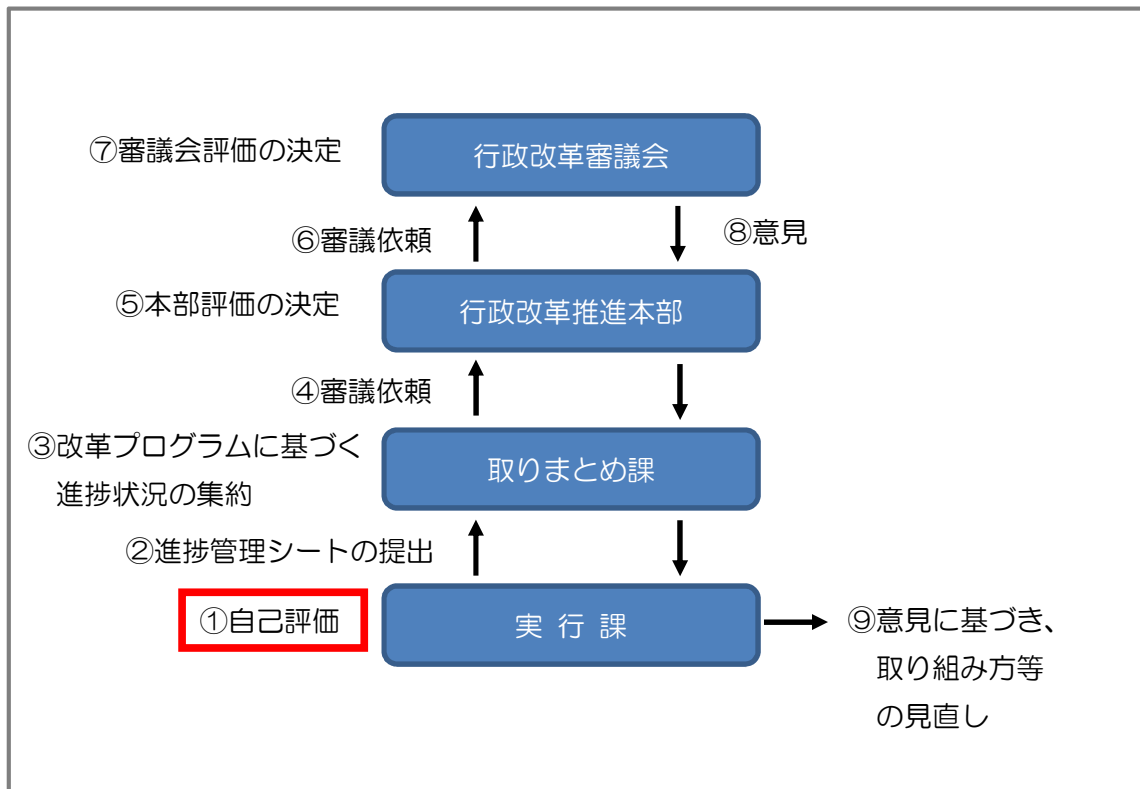 ⑦審議会評価の決定
行政改革審議会
⑥審議依頼
⑧意見
⑤本部評価の決定
行政改革推進本部
④審議依頼
③改革プログラムに基づく
進捗状況の集約
取りまとめ課
②進捗管理シートの提出
①自己評価
実 行 課
⑨意見に基づき、
取り組み方等
の見直し